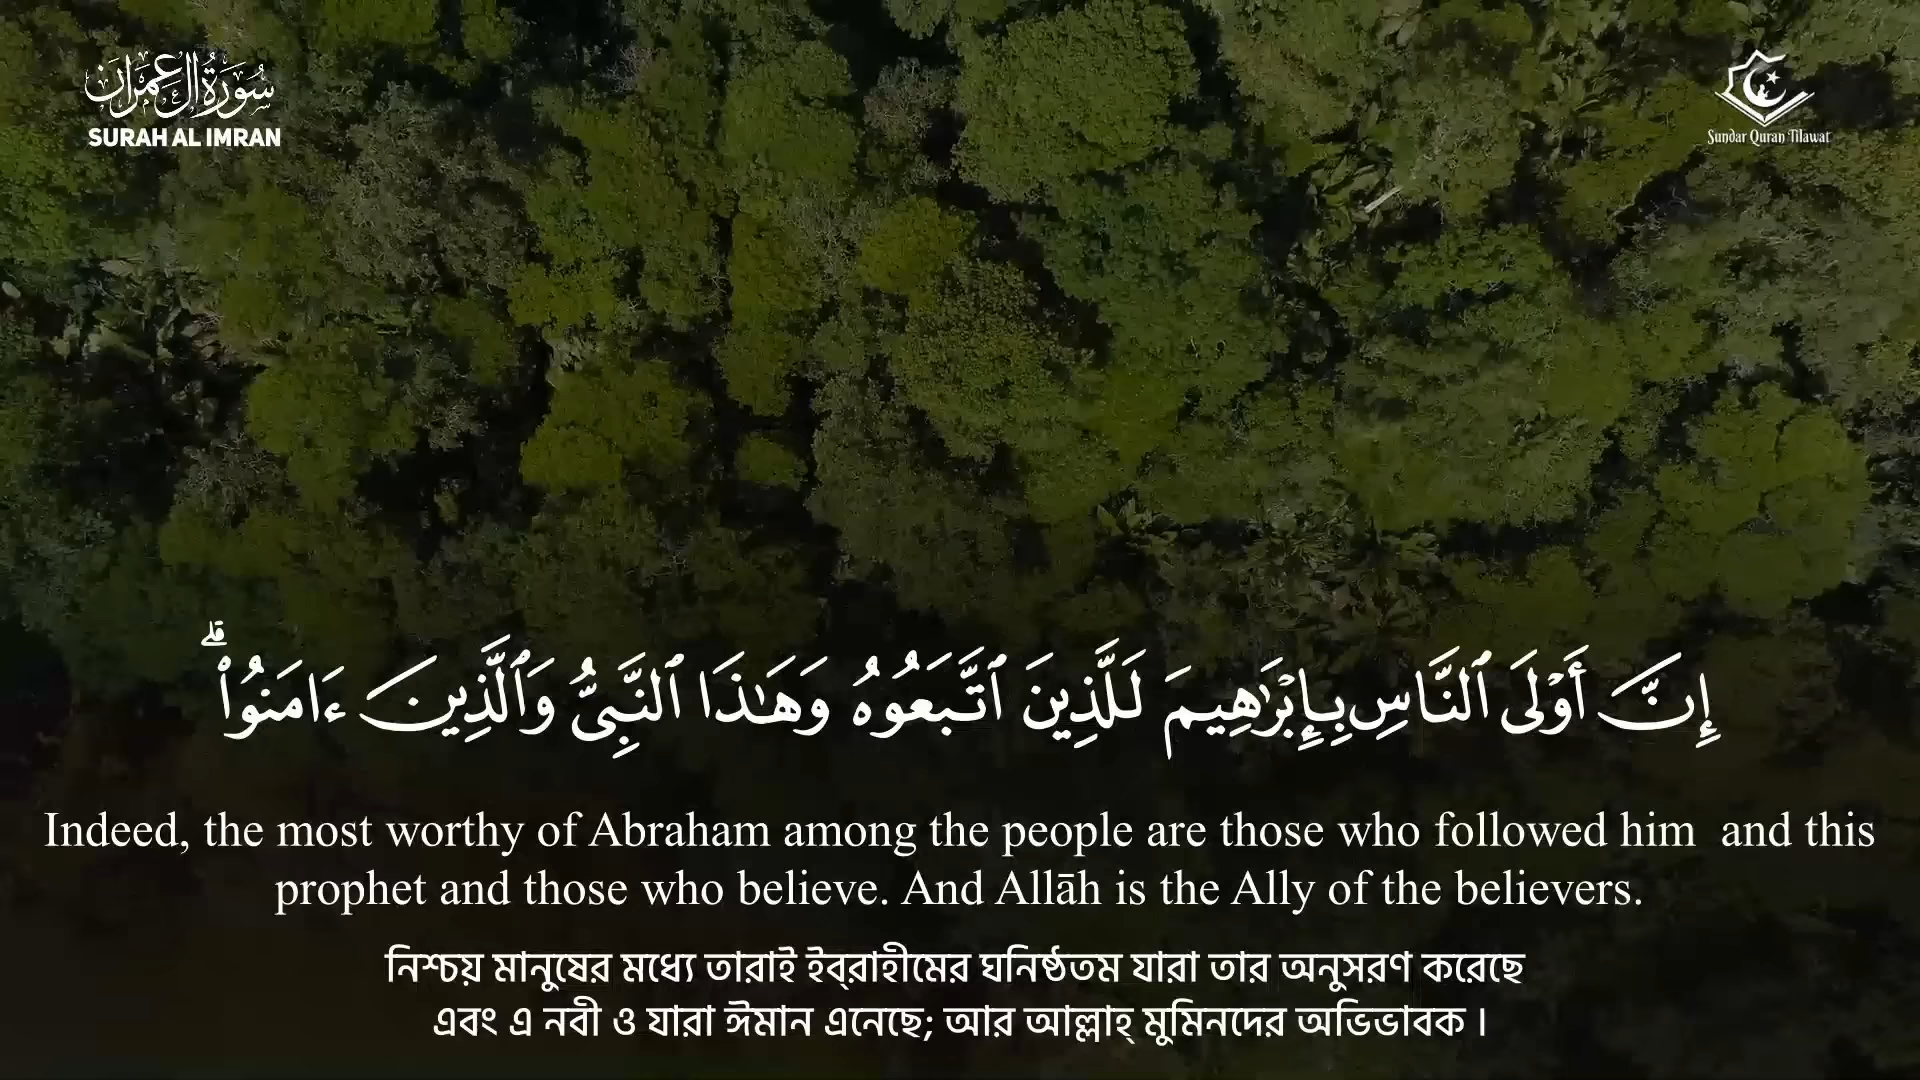 سُورَةُ اٰل عِمرَان
SURAH AL IMRAN
Sundar Quran Tilawat
إِنَّ أَوْلَى ٱلنَّاسِ بِإِبْرَٰهِيمَ لَلَّذِينَ ٱتَّبَعُوهُ وَهَـٰذَا ٱلنَّبِىُّ وَٱلَّذِينَ ءَامَنُوا۟ ۗ
Indeed, the most worthy of Abraham among the people are those who followed him and this
prophet and those who believe. And Allāh is the Ally of the believers.
নিশ্চয় মানুষের মধ্যে তারাই ইব্‌রাহীমের ঘনিষ্ঠতম যারা তার অনুসরণ করেছে
এবং এ নবী ও যারা ঈমান এনেছে; আর আল্লাহ্‌ মুমিনদের অভিভাবক ।